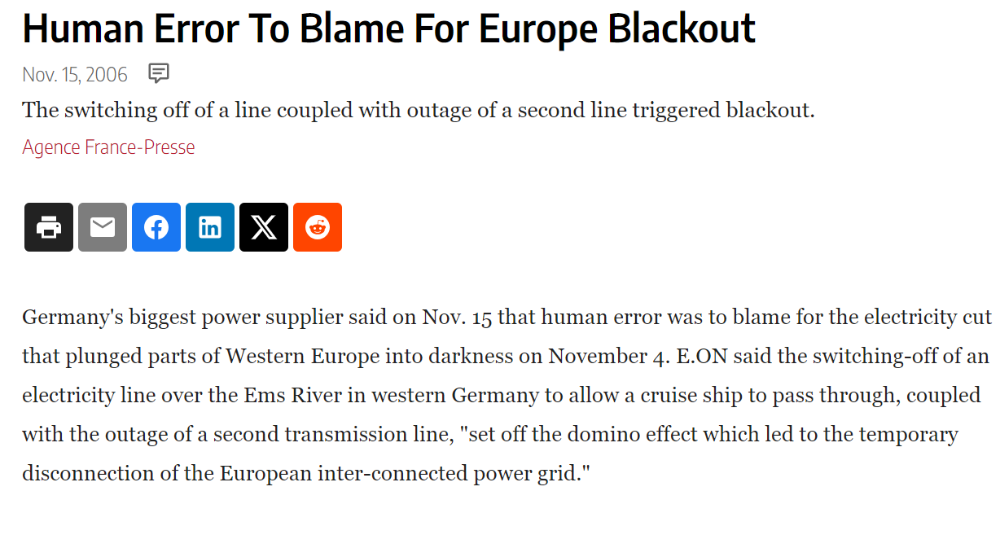 Human Error To Blame For Europe Blackout
Nov. 15, 2006
The switching off of a line coupled with outage of a second line triggered blackout.
Agence France-Presse
in
Germany's biggest power supplier said on Nov. 15 that human error was to blame for the electricity cut
that plunged parts of Western Europe into darkness on November 4. E.ON said the switching-off of an
electricity line over the Ems River in western Germany to allow a cruise ship to pass through, coupled
with the outage of a second transmission line, "set off the domino effect which led to the temporary
disconnection of the European inter-connected power grid."